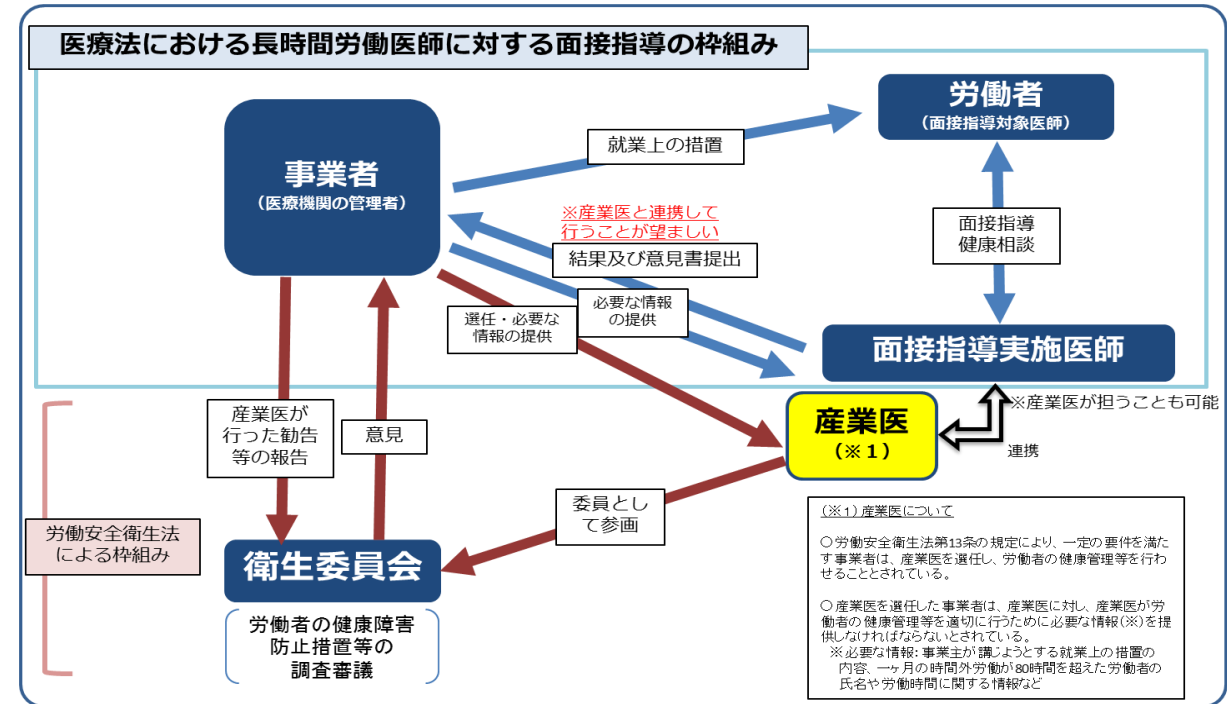 医療法における長時間労働医師に対する面接指導の枠組み
労働者
（面接指導対象医師）
就業上の措置
事業者
（医療機関の管理者）
※産業医と連携して
行うことが望ましい
結果及び意見書提出
面接指導
健康相談
必要な情報
の提供
選任・必要な
情報の提供
面接指導実施医師
※産業医が担うことも可能
産業医
（※１）
連携
産業医が
行った勧告
等の報告
意見
委員とし
て参画
労働安全衛生法
による枠組み
衛生委員会
労働者の健康障害
防止措置等の
調査審議
（※１）産業医について
○労働安全衛生法第13条の規定により、一定の要件を満た
す事業者は、産業医を選任し、労働者の健康管理等を行わ
せることとされている。
○産業医を選任した事業者は、産業医に対し、産業医が労
働者の健康管理等を適切に行うために必要な情報（※）を提
供しなければならないとされている。
※必要な情報：事業主が講じようとする就業上の措置の
内容、一ヶ月の時間外労働が80時間を超えた労働者の
氏名や労働時間に関する情報など